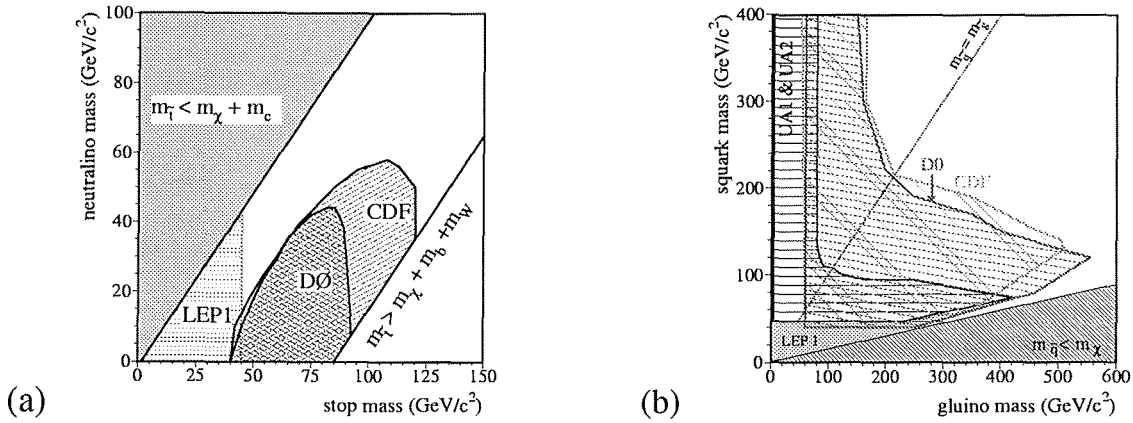 neutralino mass (GeV/c²)
100
80
60
40
20
0
m_t̃ < m_χ + m_c
CDF
DØ
LEP1
m_t̃ > m_χ + m_b + m_W
0 25 50 75 100 125 150
stop mass (GeV/c²)
(a)
squark mass (GeV/c²)
400
300
200
100
0
UA1 & UA2
m_q̃ = m_g̃
D0
CDF
LEP 1
m_q̃ < m_χ
0 100 200 300 400 500 600
gluino mass (GeV/c²)
(b)